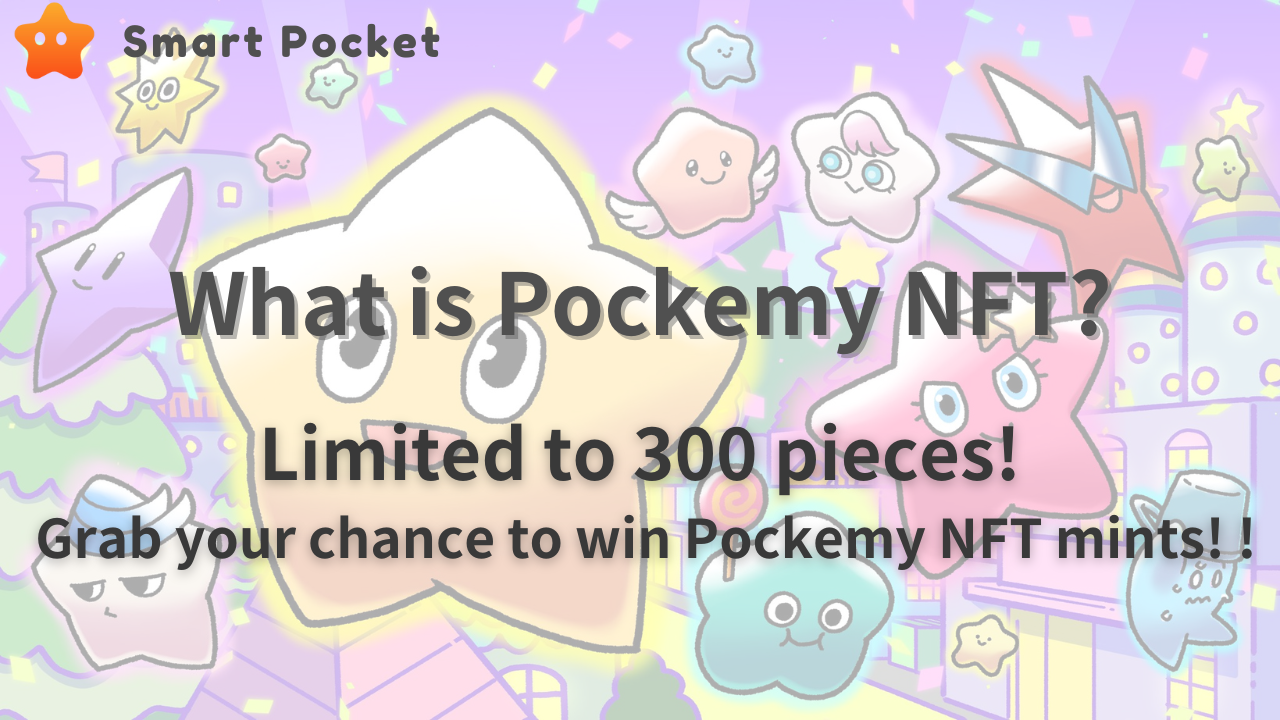 Smart Pocket
What is Pockemy NFT?
Limited to 300 pieces!
Grab your chance to win Pockemy NFT mints! !